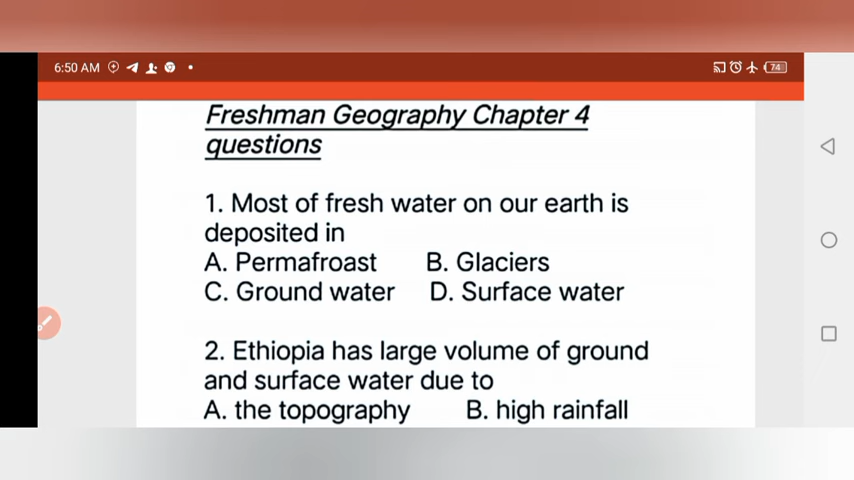 6:50 AM
74
Freshman Geography Chapter 4
questions
1. Most of fresh water on our earth is
deposited in
A. Permafroast B. Glaciers
C. Ground water D. Surface water
2. Ethiopia has large volume of ground
and surface water due to
A. the topography B. high rainfall